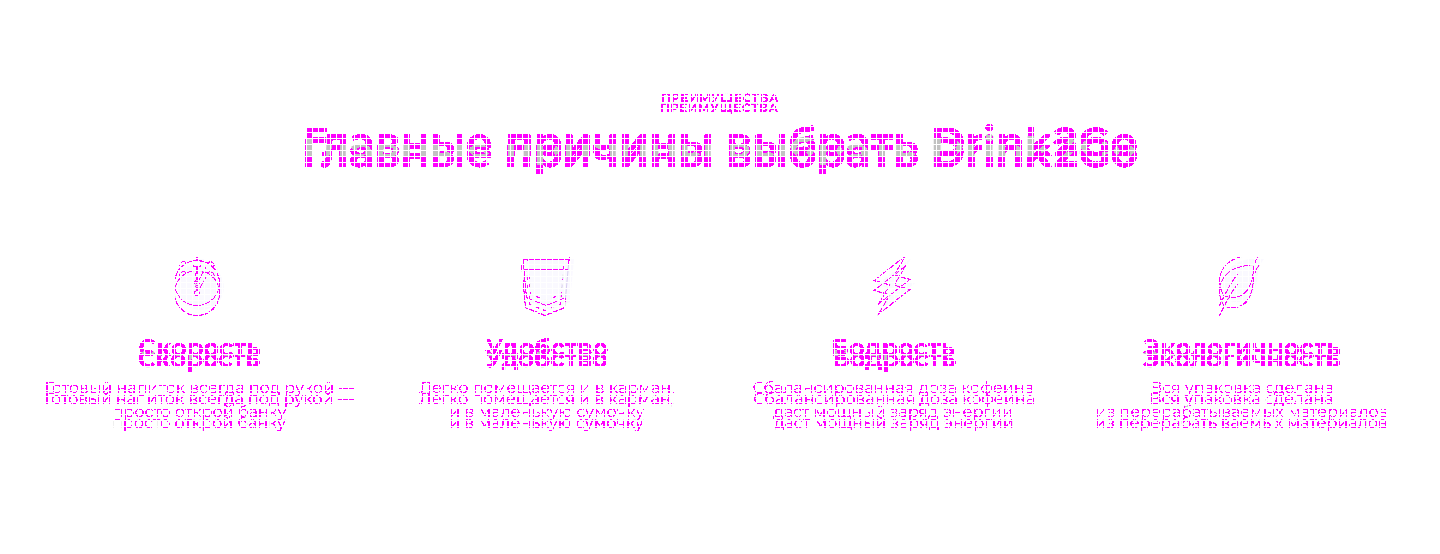 ПРЕИМУЩЕСТВА
Главные причины выбрать Drink2Go
Скорость
Удобство
Бодрость
Экологичность
Готовый напиток всегда под рукой —
просто открой банку
Легко помещается и в карман,
и в маленькую сумочку
Сбалансированная доза кофеина
даст мощный заряд энергии
Вся упаковка сделана
из перерабатываемых материалов